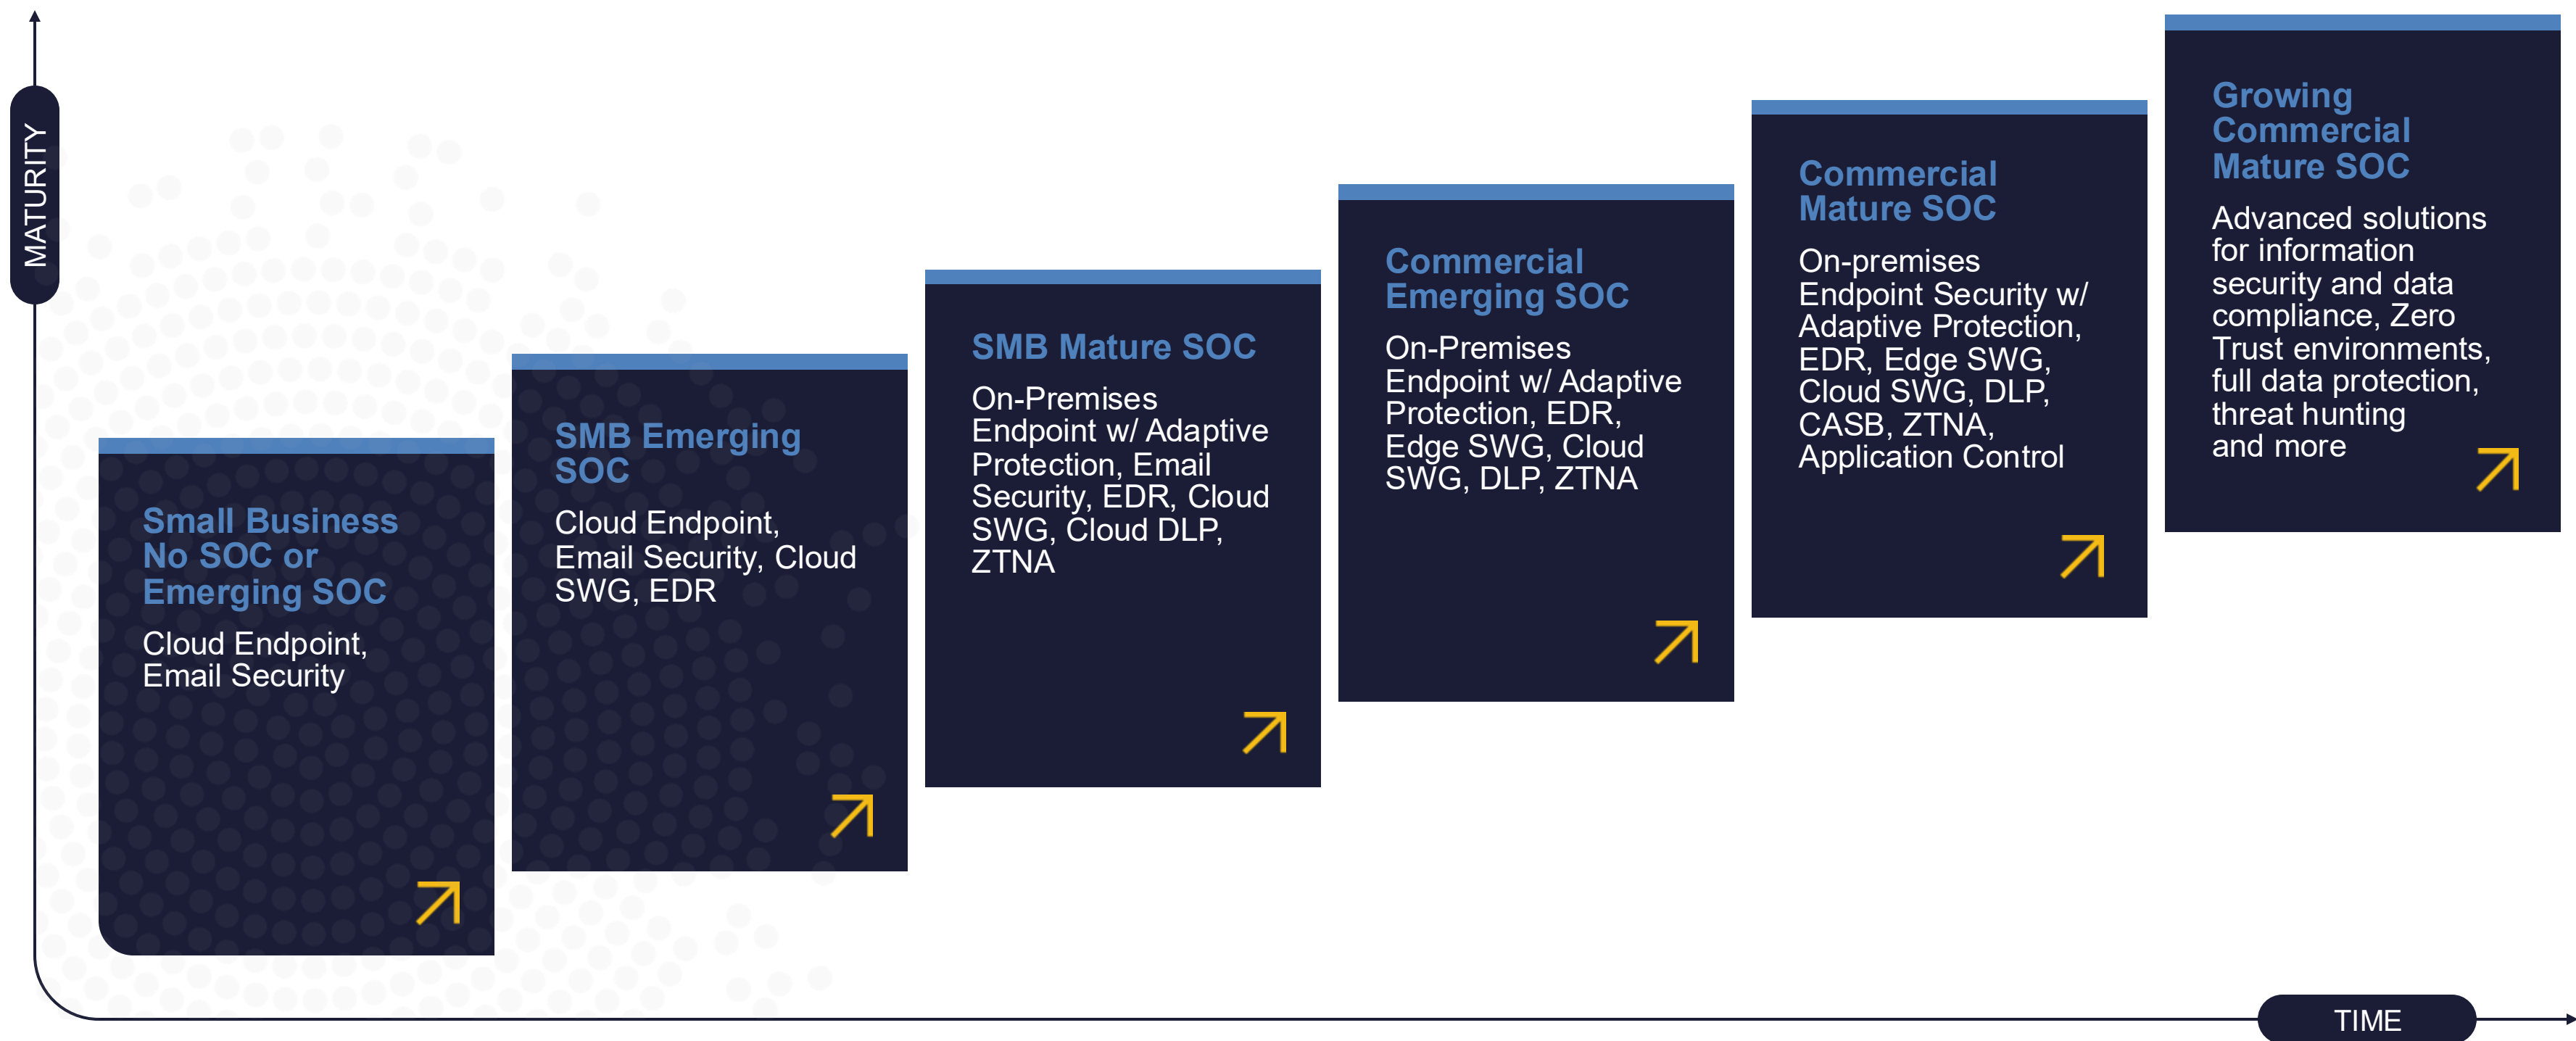 MATURITY
Small Business
No SOC or
Emerging SOC
Cloud Endpoint,
Email Security
SMB Emerging
SOC
Cloud Endpoint,
Email Security, Cloud
SWG, EDR
SMB Mature SOC
On-Premises
Endpoint w/ Adaptive
Protection, Email
Security, EDR, Cloud
SWG, Cloud DLP,
ZTNA
Commercial
Emerging SOC
On-Premises
Endpoint w/ Adaptive
Protection, EDR,
Edge SWG, Cloud
SWG, DLP, ZTNA
Commercial
Mature SOC
On-premises
Endpoint Security w/
Adaptive Protection,
EDR, Edge SWG,
Cloud SWG, DLP,
CASB, ZTNA,
Application Control
Growing
Commercial
Mature SOC
Advanced solutions
for information
security and data
compliance, Zero
Trust environments,
full data protection,
threat hunting
and more
TIME